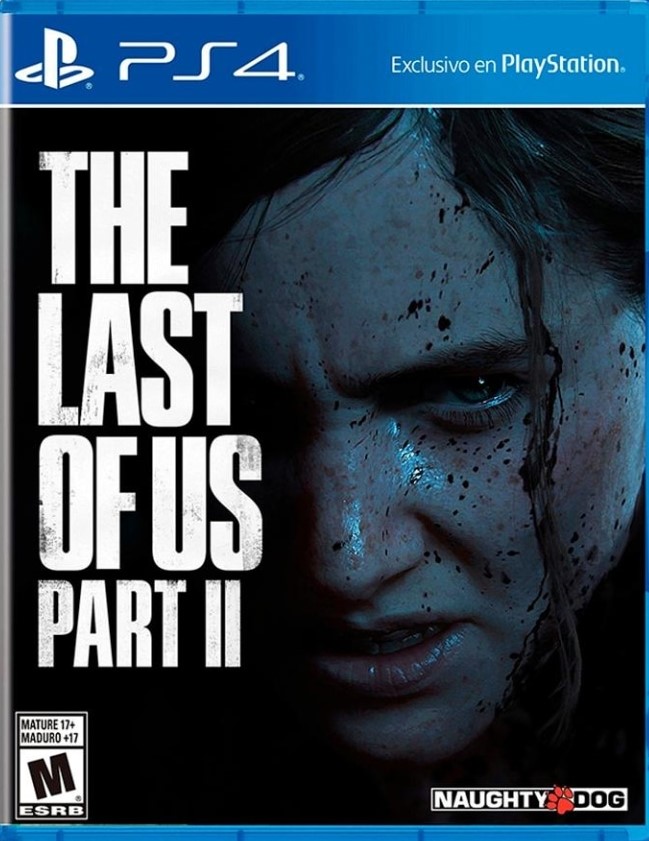 PS4
Exclusivo en PlayStation®
THE
LAST
OF US
PART II
MATURE 17+
MADURO +17
M
ESRB
NAUGHTY DOG